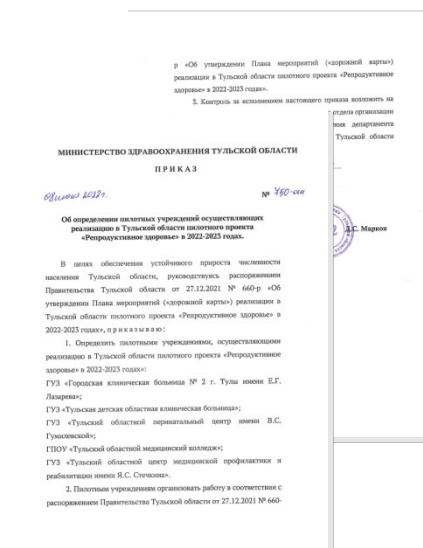 МИНИСТЕРСТВО ЗДРАВООХРАНЕНИЯ ТУЛЬСКОЙ ОБЛАСТИ
П Р И К А З
2022г.
№ 750-осн
Об определении пилотных учреждений осуществляющих
реализацию в Тульской области пилотного проекта
«Репродуктивное здоровье» в 2022-2023 годах.
В целях обеспечения устойчивого прироста численности
населения Тульской области, руководствуясь распоряжением
Правительства Тульской области от 27.12.2021 № 660-р «Об
утверждении Плана мероприятий («дорожной карты») реализации в
Тульской области пилотного проекта «Репродуктивное здоровье» в
2022-2023 годах», п р и к а з ы в а ю :
1. Определить пилотными учреждениями, осуществляющими
реализацию в Тульской области пилотного проекта «Репродуктивное
здоровье» в 2022-2023 годах»:
ГУЗ «Городская клиническая больница № 2 г. Тулы имени Е.Г.
Лазарева»;
ГУЗ «Тульская детская областная клиническая больница»;
ГУЗ «Тульский областной перинатальный центр имени В.С.
Гумилевской»;
ГПОУ «Тульский областной медицинский колледж»;
ГУЗ «Тульский областной центр медицинской профилактики и
реабилитации имени Я.С. Стечкина».
2. Пилотным учреждениям организовать работу в соответствии с
распоряжением Правительства Тульской области от 27.12.2021 № 660-
р «Об утверждении Плана мероприятий («дорожной карты»)
реализации в Тульской области пилотного проекта «Репродуктивное
здоровье» в 2022-2023 годах».
3. Контроль за исполнением настоящего приказа возложить на
отдела организации
департамента
Тульской области
Д.С. Марков